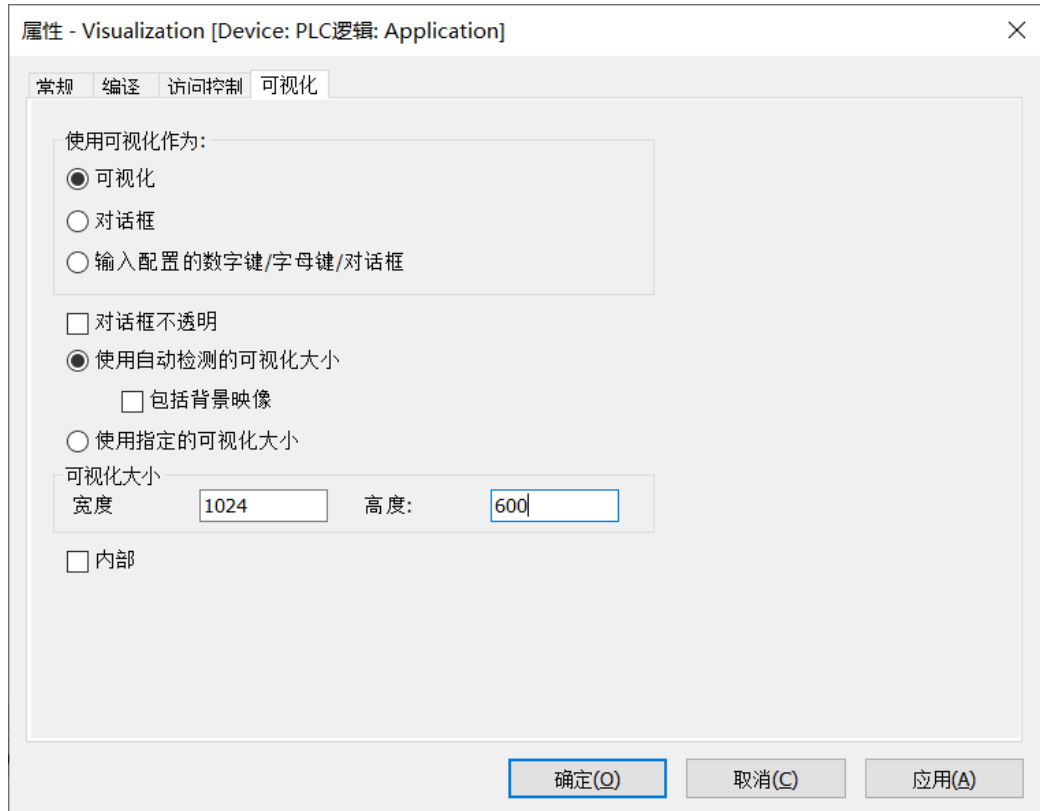 属性 - Visualization [Device: PLC逻辑: Application]
常规 编译 访问控制 可视化
使用可视化作为:
可视化
对话框
输入配置的数字键/字母键/对话框
对话框不透明
使用自动检测的可视化大小
包括背景映像
使用指定的可视化大小
可视化大小
宽度 1024 高度: 600
内部
确定(O) 取消(C) 应用(A)